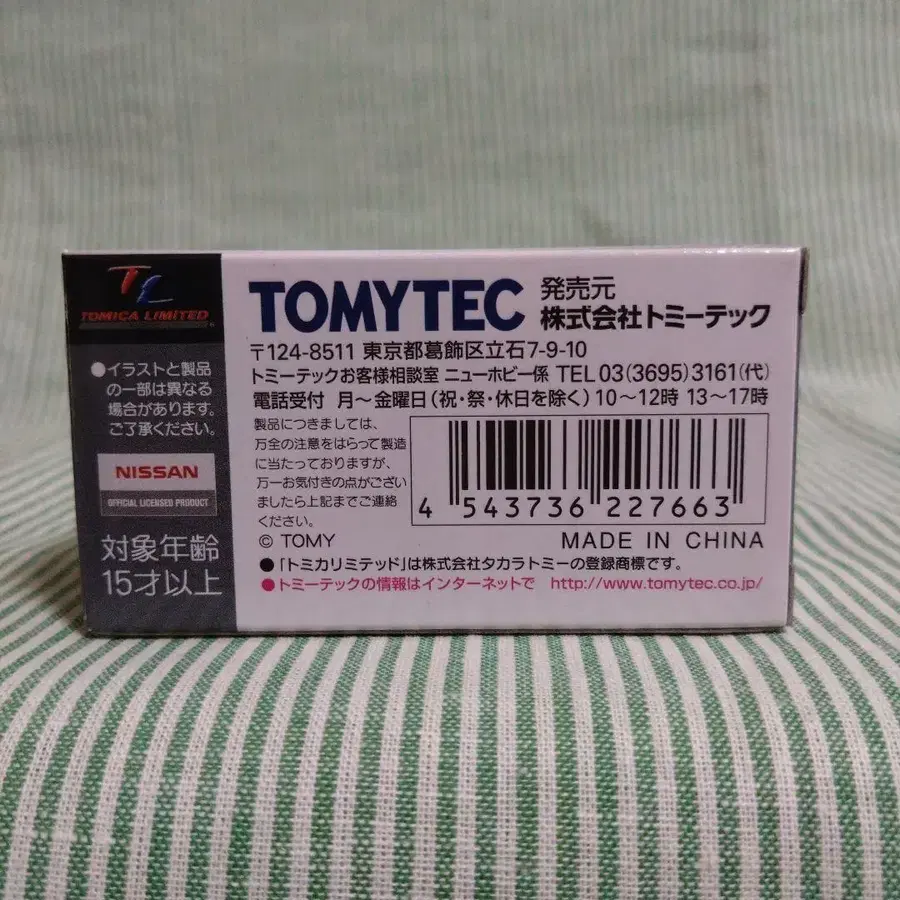 TL
TOMICA LIMITED
●イラストと製品
の一部は異なる
場合があります。
ご了承ください。
NISSAN
OFFICIAL LICENSED PRODUCT
対象年齢
15才以上
TOMYTEC
発売元
株式会社トミーテック
〒124-8511 東京都葛飾区立石7-9-10
トミーテックお客様相談室 ニューホビー係 TEL 03(3695)3161(代)
電話受付 月～金曜日(祝・祭・休日を除く)10～12時 13～17時
製品につきましては、
万全の注意をはらって製造
に当たっておりますが、
万一お気付きの点がござい
ましたら上記までご連絡
ください。
4 543736 227663
© TOMY
MADE IN CHINA
●「トミカリミテッド」は株式会社タカラトミーの登録商標です。
●トミーテックの情報はインターネットで http://www.tomytec.co.jp/